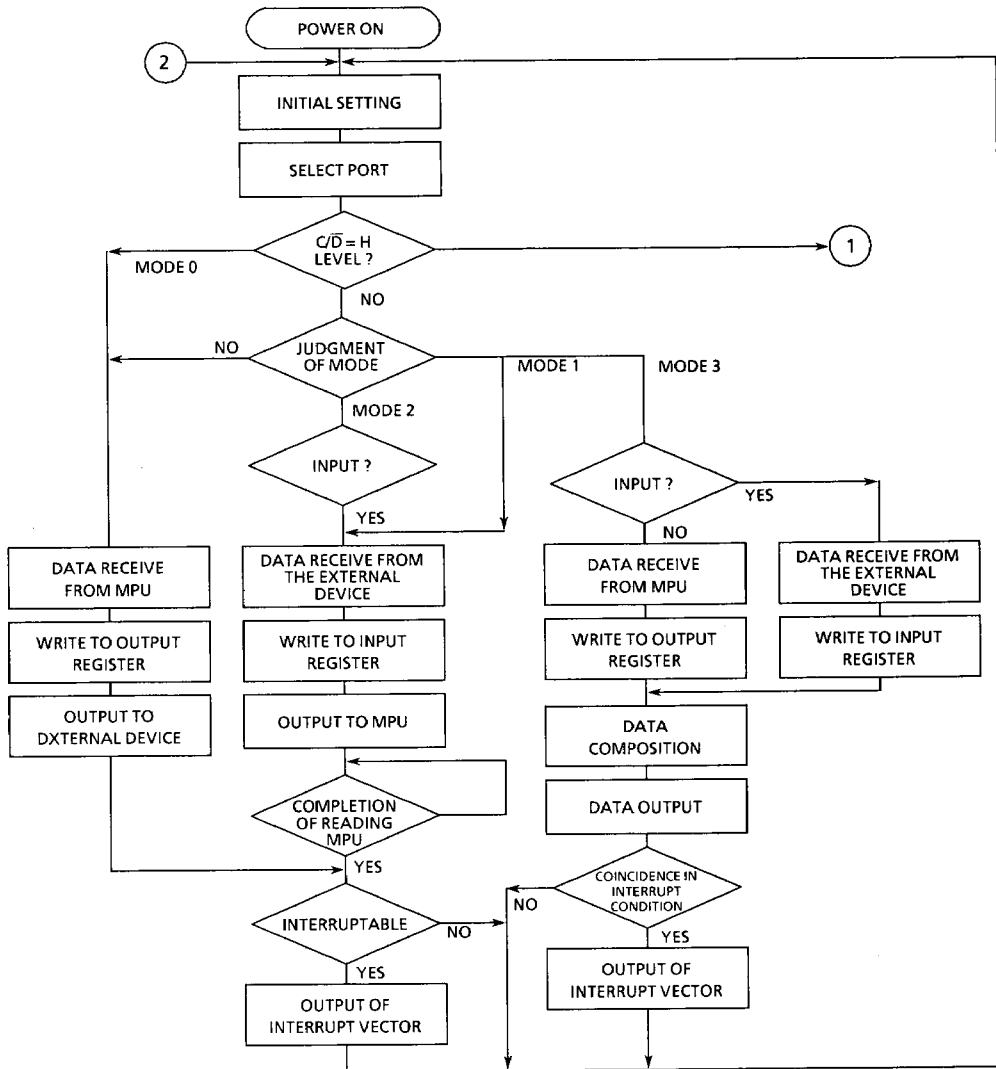 POWER ON
2
INITIAL SETTING
SELECT PORT
C/D̅ = H
LEVEL ?
1
MODE 0
NO
JUDGMENT
OF MODE
NO
MODE 1
MODE 3
MODE 2
INPUT ?
INPUT ?
YES
YES
NO
DATA RECEIVE
FROM MPU
DATA RECEIVE FROM
THE EXTERNAL
DEVICE
DATA RECEIVE
FROM MPU
DATA RECEIVE FROM
THE EXTERNAL
DEVICE
WRITE TO OUTPUT
REGISTER
WRITE TO INPUT
REGISTER
WRITE TO OUTPUT
REGISTER
WRITE TO INPUT
REGISTER
OUTPUT TO
DXTERNAL DEVICE
OUTPUT TO MPU
DATA
COMPOSITION
COMPLETION
OF READING
MPU
DATA OUTPUT
YES
COINCIDENCE IN
INTERRUPT
CONDITION
NO
INTERRUPTABLE
NO
YES
YES
OUTPUT OF
INTERRUPT VECTOR
OUTPUT OF
INTERRUPT VECTOR